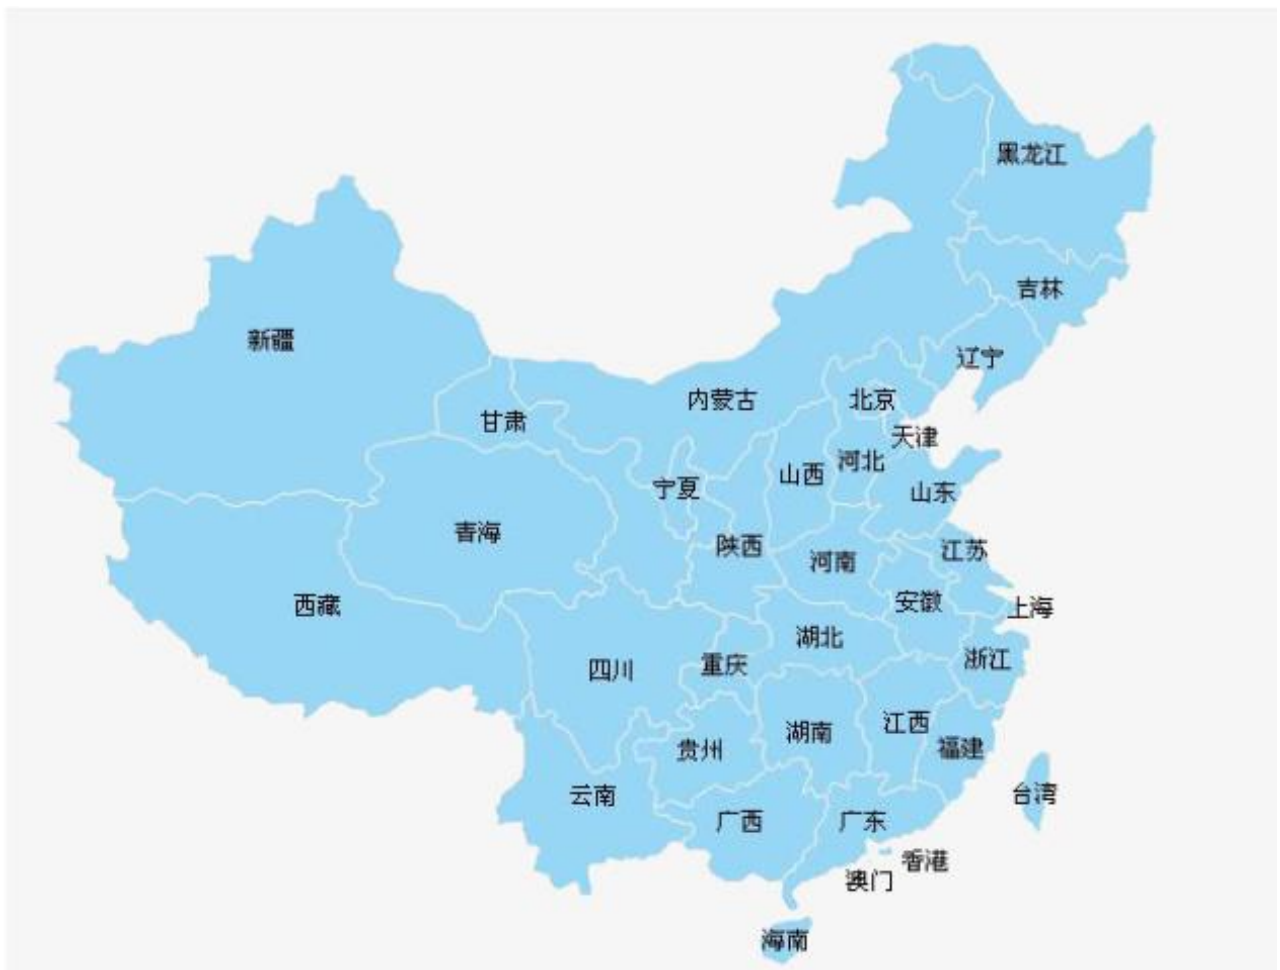 黑龙江
吉林
新疆
辽宁
内蒙古
北京
甘肃
天津
河北
山西
宁夏
山东
青海
陕西
江苏
河南
安徽
西藏
上海
湖北
浙江
重庆
四川
江西
湖南
福建
贵州
台湾
云南
广西
广东
香港
澳门
海南